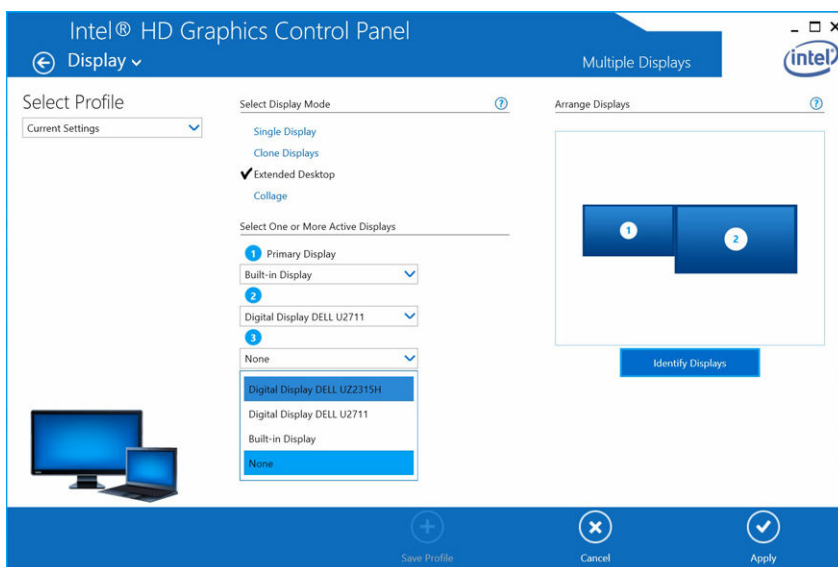 Intel® HD Graphics Control Panel
Display
Multiple Displays
intel
Select Profile
Current Settings
Select Display Mode
?
Single Display
Clone Displays
Extended Desktop
Collage
Select One or More Active Displays
1 Primary Display
Built-in Display
2
Digital Display DELL U2711
3
None
Digital Display DELL UZ2315H
Digital Display DELL U2711
Built-in Display
None
Arrange Displays
?
1
2
Identify Displays
Save Profile
Cancel
Apply